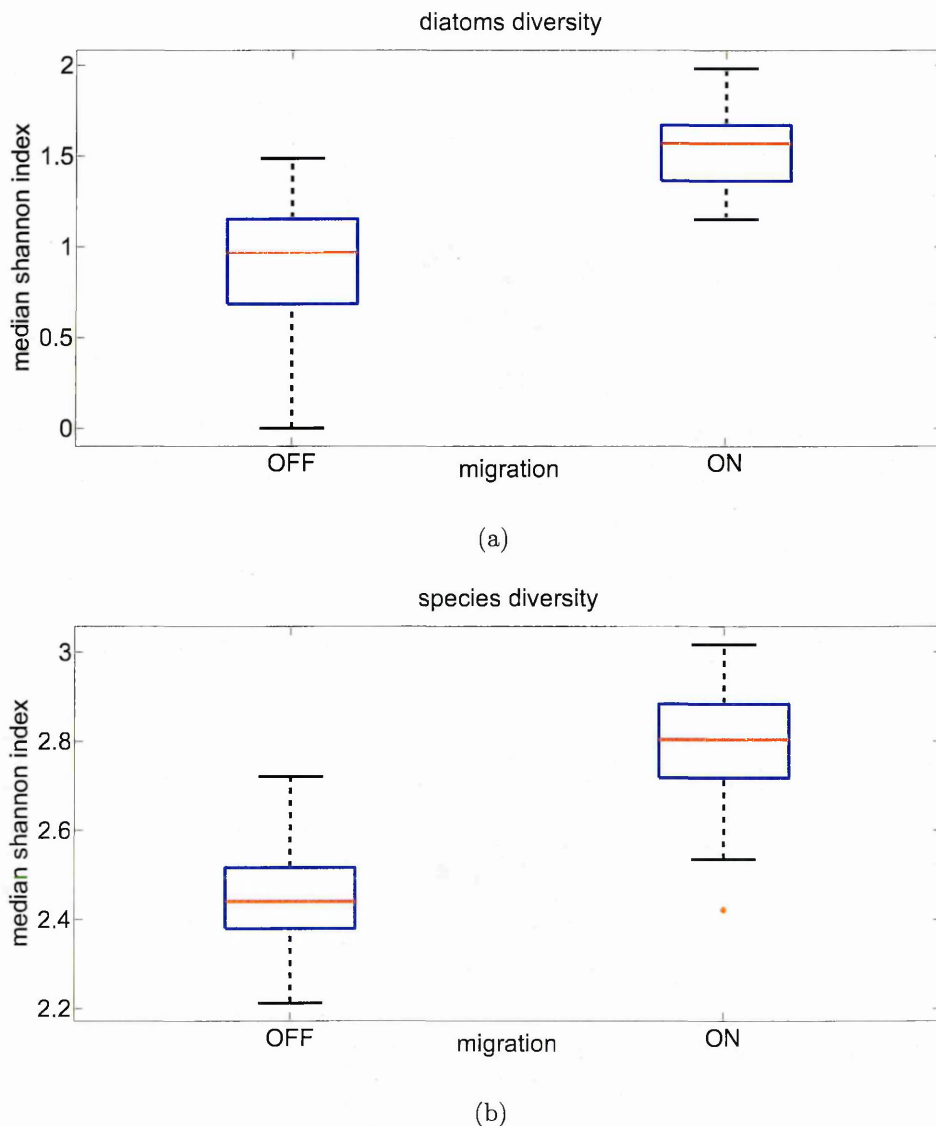 diatoms diversity
median shannon index
2
1.5
1
0.5
0
OFF
migration
ON
(a)
species diversity
median shannon index
3
2.8
2.6
2.4
2.2
OFF
migration
ON
(b)